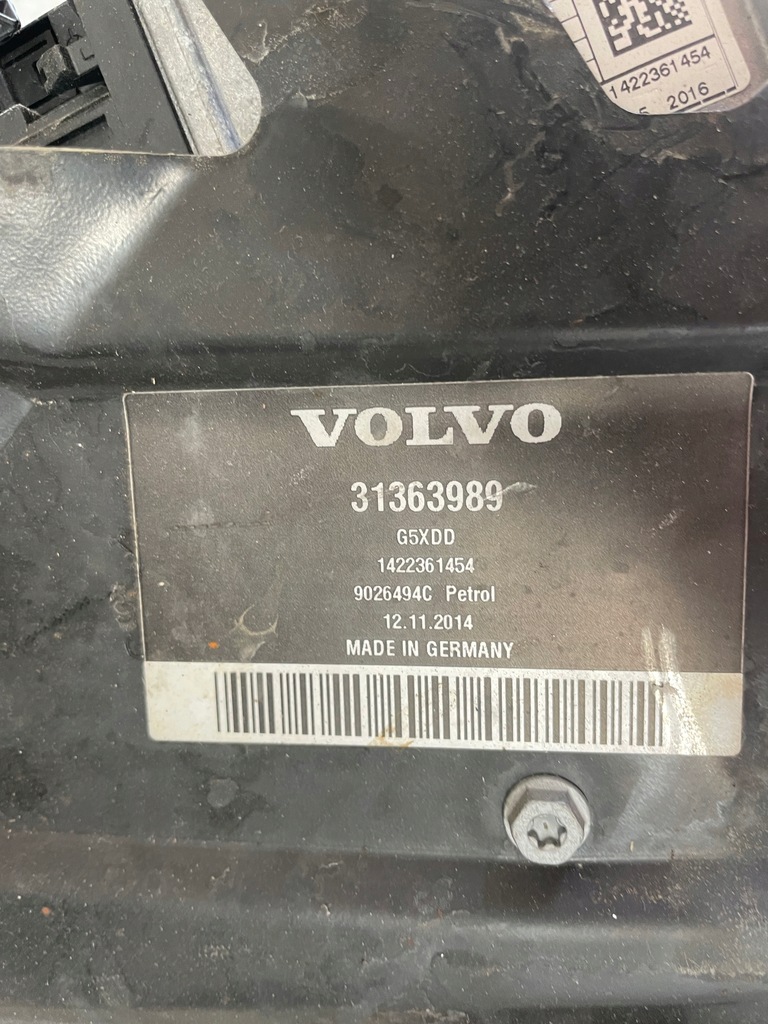 1422361454
2016
VOLVO
31363989
G5XDD
1422361454
9026494C Petrol
12.11.2014
MADE IN GERMANY